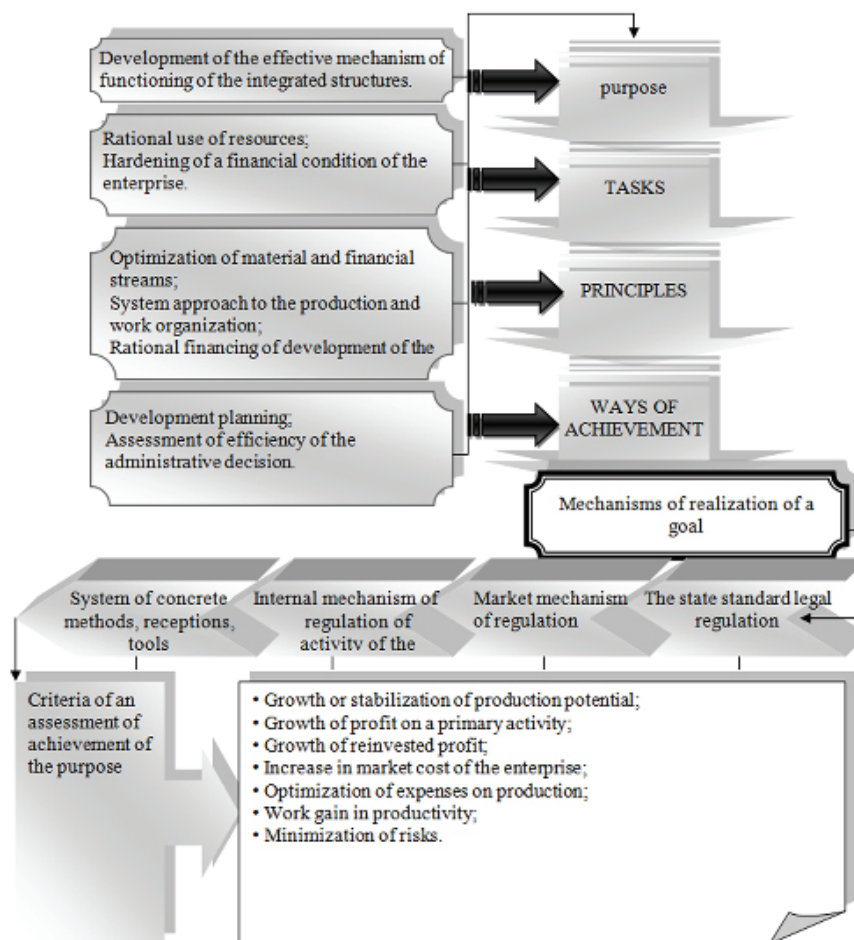 Development of the effective mechanism of
functioning of the integrated structures.
purpose
Rational use of resources;
Hardening of a financial condition of the
enterprise.
TASKS
Optimization of material and financial
streams;
System approach to the production and
work organization;
Rational financing of development of the
PRINCIPLES
Development planning;
Assessment of efficiency of the
administrative decision.
WAYS OF
ACHIEVEMENT
Mechanisms of realization of a
goal
System of concrete
methods, receptions,
tools
Internal mechanism of
regulation of
activity of the
Market mechanism
of regulation
The state standard legal
regulation
Criteria of an
assessment of
achievement of
the purpose
• Growth or stabilization of production potential;
• Growth of profit on a primary activity;
• Growth of reinvested profit;
• Increase in market cost of the enterprise;
• Optimization of expenses on production;
• Work gain in productivity;
• Minimization of risks.